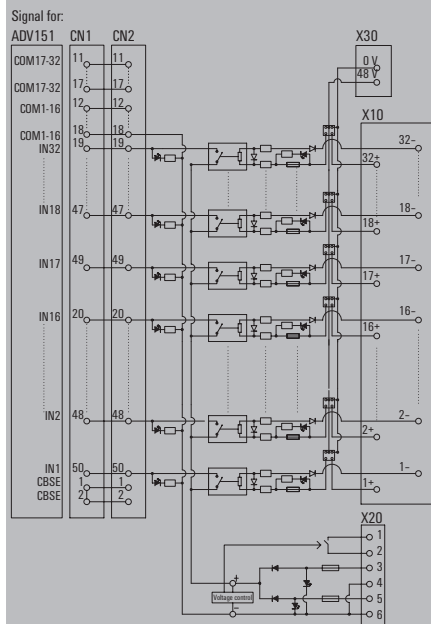 Signal for:
ADV151 CN1 CN2 X30
COM17-32 11 11 0 V
48 V
COM17-32 17 17
COM1-16 12 12 X10
COM1-16 18 18
IN32 19 19 32-
32+
IN18 47 47 18-
18+
IN17 49 49 17-
17+
IN16 20 20 16-
16+
IN2 48 48 2-
2+
IN1 50 50 1-
CBSE 1 1 1+
CBSE 2 2
X20
1
2
3
+ 4
Voltage control 5
- 6